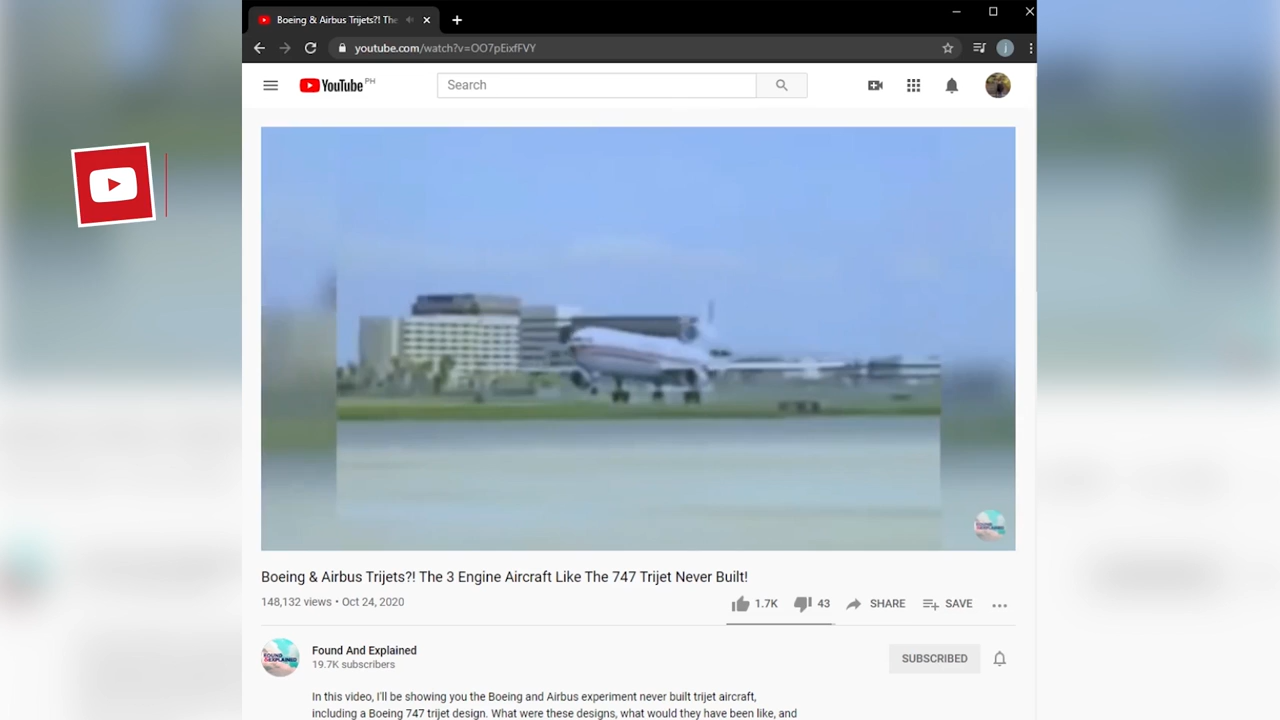 Boeing & Airbus Trijets?! The
youtube.com/watch?v=OO7pEixfFVY
YouTube PH
Search
Boeing & Airbus Trijets?! The 3 Engine Aircraft Like The 747 Trijet Never Built!
148,132 views • Oct 24, 2020
1.7K
43
SHARE
SAVE
FOUND
EXPLAINED
Found And Explained
19.7K subscribers
SUBSCRIBED
In this video, I'll be showing you the Boeing and Airbus experiment never built trijet aircraft,
including a Boeing 747 trijet design. What were these designs, what would they have been like, and